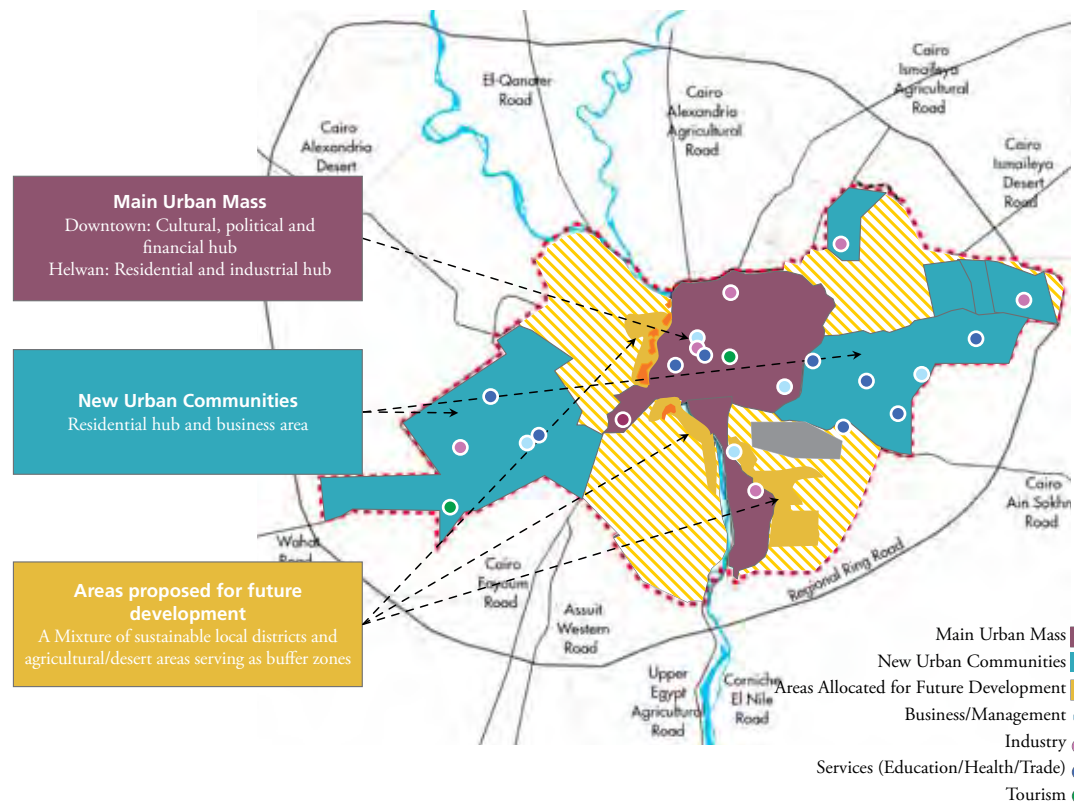 El-Qanater
Road
Cairo
Alexandria
Agricultural
Road
Cairo
Ismaileya
Agricultural
Road
Cairo
Alexandria
Desert
Cairo
Ismaileya
Desert
Road
Main Urban Mass
Downtown: Cultural, political and
financial hub
Helwan: Residential and industrial hub
New Urban Communities
Residential hub and business area
Areas proposed for future
development
A Mixture of sustainable local districts and
agricultural/desert areas serving as buffer zones
Wahat
Road
Cairo
Fayoum
Road
Assuit
Western
Road
Upper
Egypt
Agricultural
Road
Corniche
El Nile
Road
Regional Ring Road
Cairo
Ain Sokhn
Road
Main Urban Mass
New Urban Communities
Areas Allocated for Future Development
Business/Management
Industry
Services (Education/Health/Trade)
Tourism